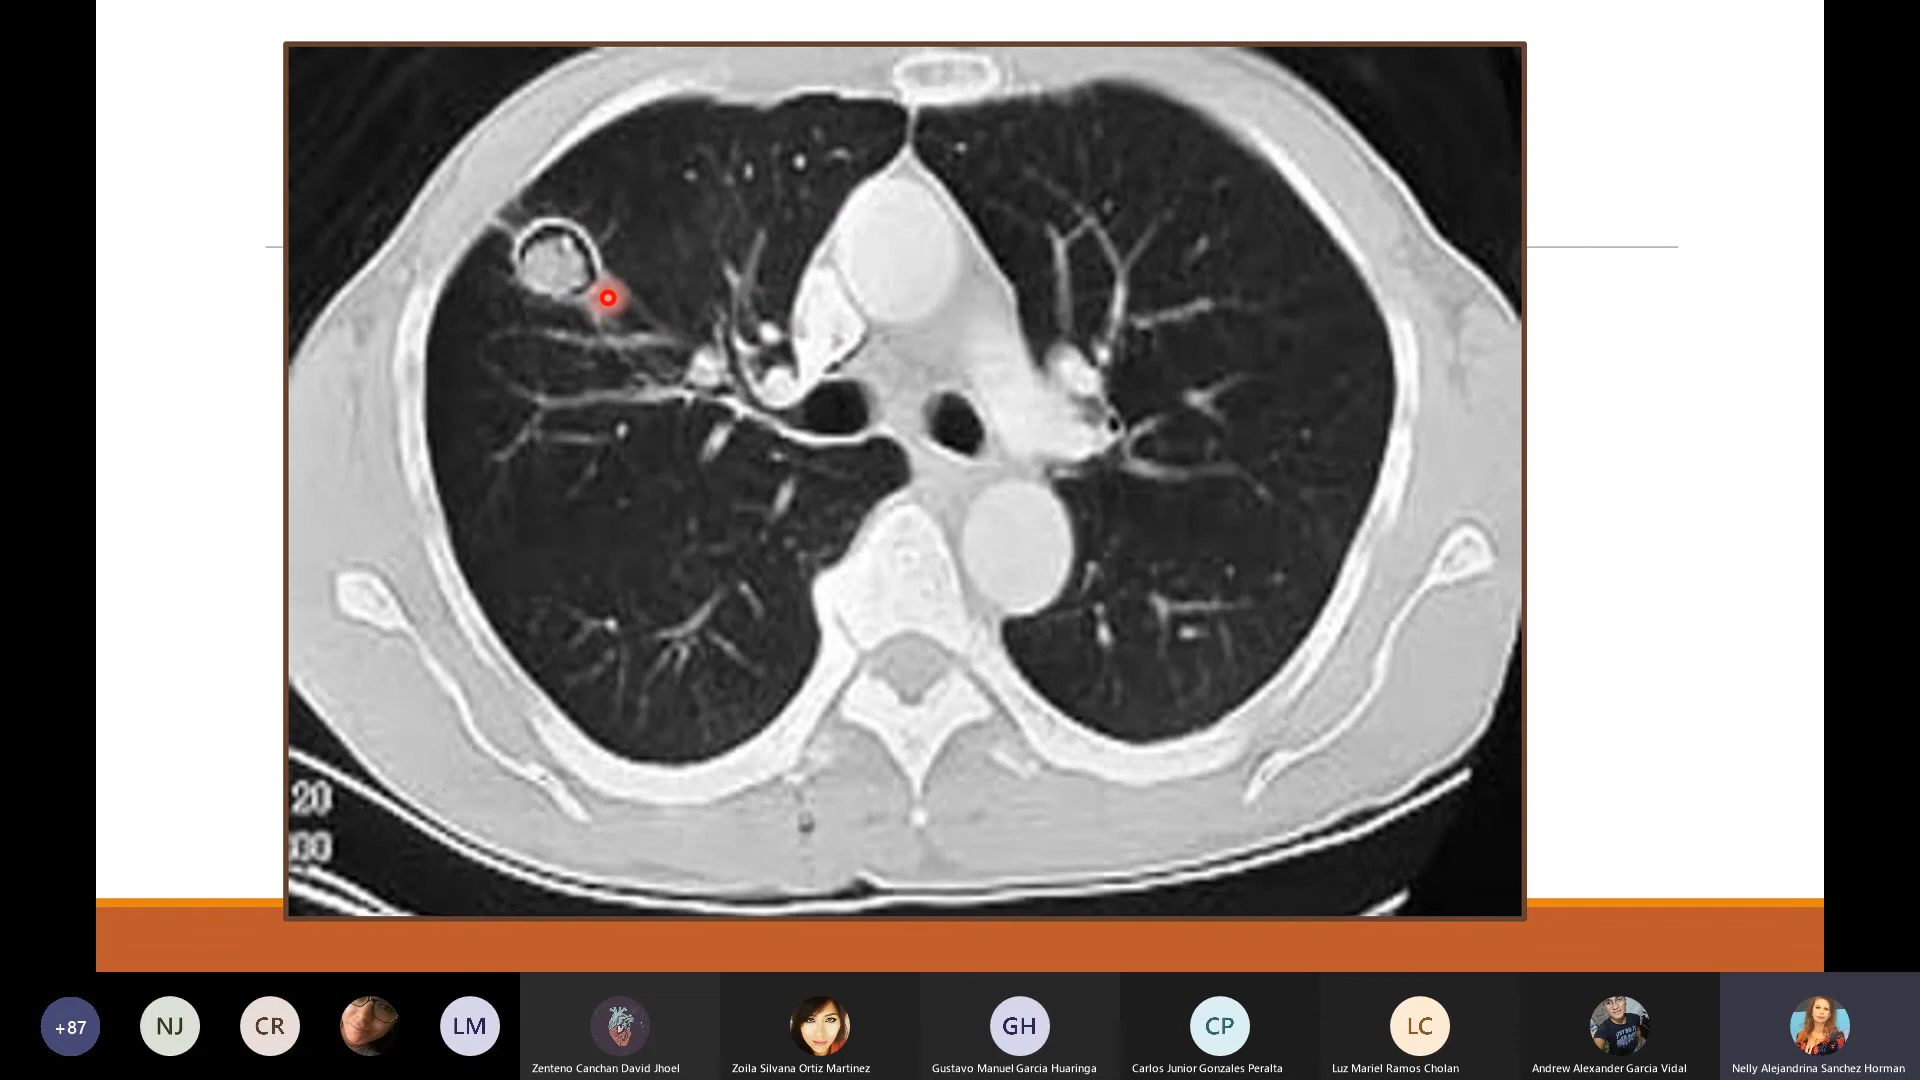 20
00
+87
NJ
CR
LM
GH
CP
LC
Zenteno Canchan David Jhoel
Zoila Silvana Ortiz Martinez
Gustavo Manuel Garcia Huaringa
Carlos Junior Gonzales Peralta
Luz Mariel Ramos Cholan
Andrew Alexander Garcia Vidal
Nelly Alejandrina Sanchez Horman